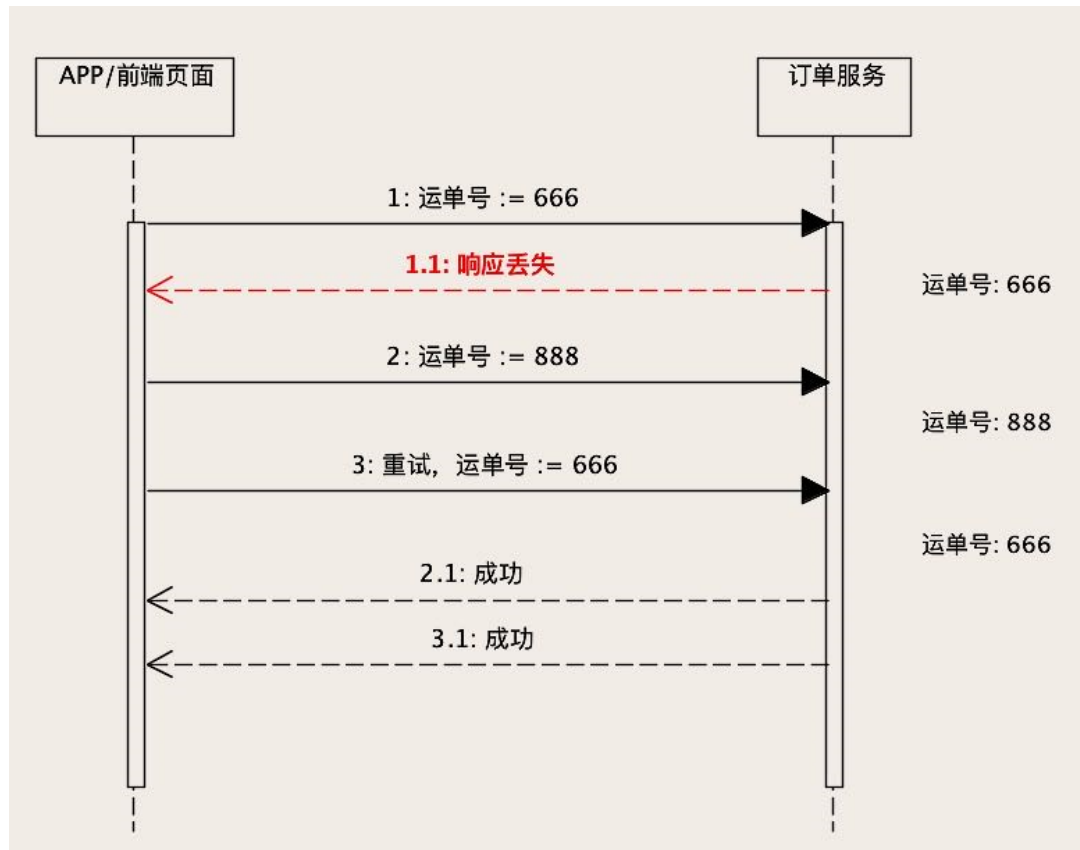 APP/前端页面
订单服务
1: 运单号 := 666
1.1: 响应丢失
运单号: 666
2: 运单号 := 888
运单号: 888
3: 重试，运单号 := 666
运单号: 666
2.1: 成功
3.1: 成功